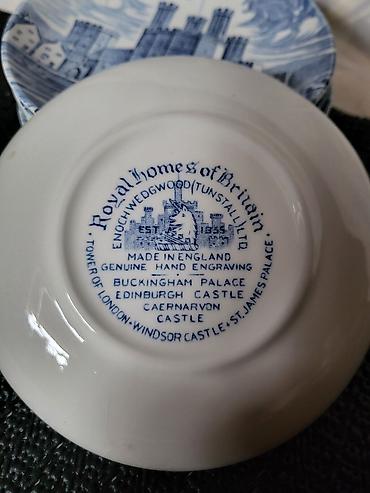 Royal Homes of Britain
ENOCH WEDGWOOD (TUNSTALL) LTD
EST 1835
MADE IN ENGLAND
GENUINE HAND ENGRAVING
BUCKINGHAM PALACE
EDINBURGH CASTLE
CAERNARVON
CASTLE
TOWER OF LONDON • WINDSOR CASTLE • ST. JAMES PALACE